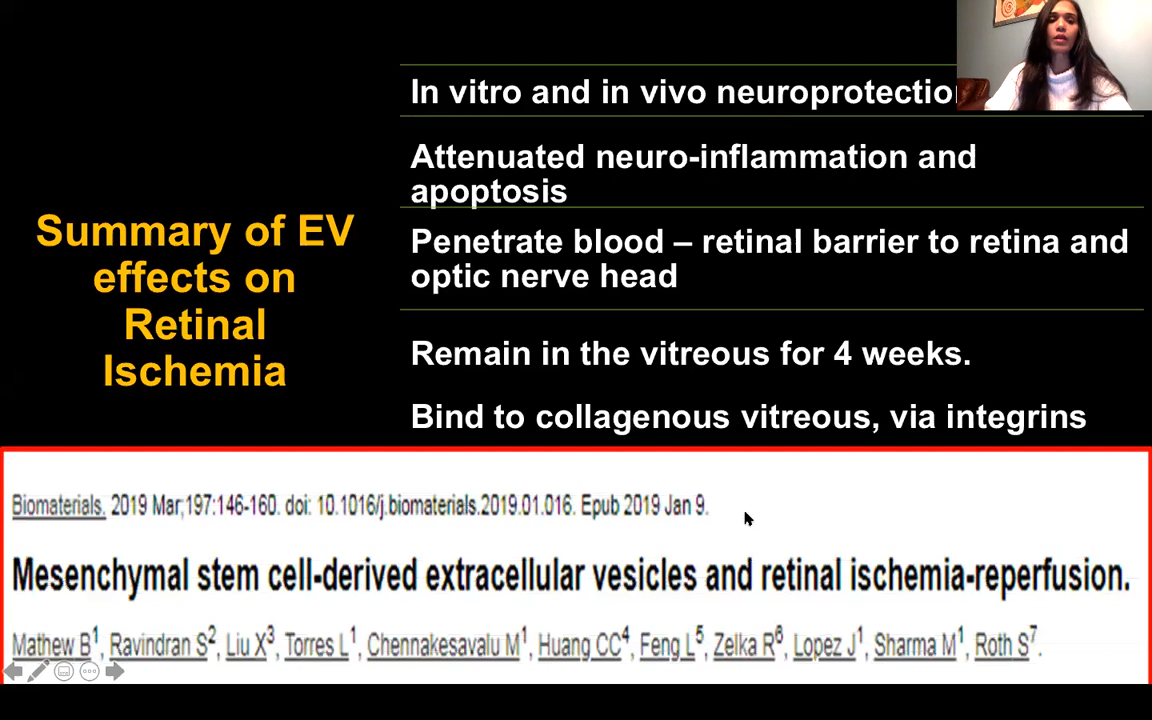 Summary of EV
effects on
Retinal
Ischemia
In vitro and in vivo neuroprotection
Attenuated neuro-inflammation and
apoptosis
Penetrate blood – retinal barrier to retina and
optic nerve head
Remain in the vitreous for 4 weeks.
Bind to collagenous vitreous, via integrins
Biomaterials. 2019 Mar;197:146-160. doi: 10.1016/j.biomaterials.2019.01.016. Epub 2019 Jan 9.
Mesenchymal stem cell-derived extracellular vesicles and retinal ischemia-reperfusion.
Mathew B1, Ravindran S2, Liu X3, Torres L1, Chennakesavalu M1, Huang CC4, Feng L5, Zelka R6, Lopez J1, Sharma M1, Roth S7.